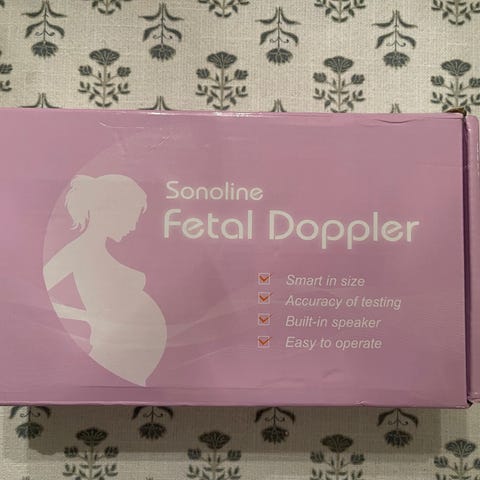 Sonoline
Fetal Doppler
Smart in size
Accuracy of testing
Built-in speaker
Easy to operate